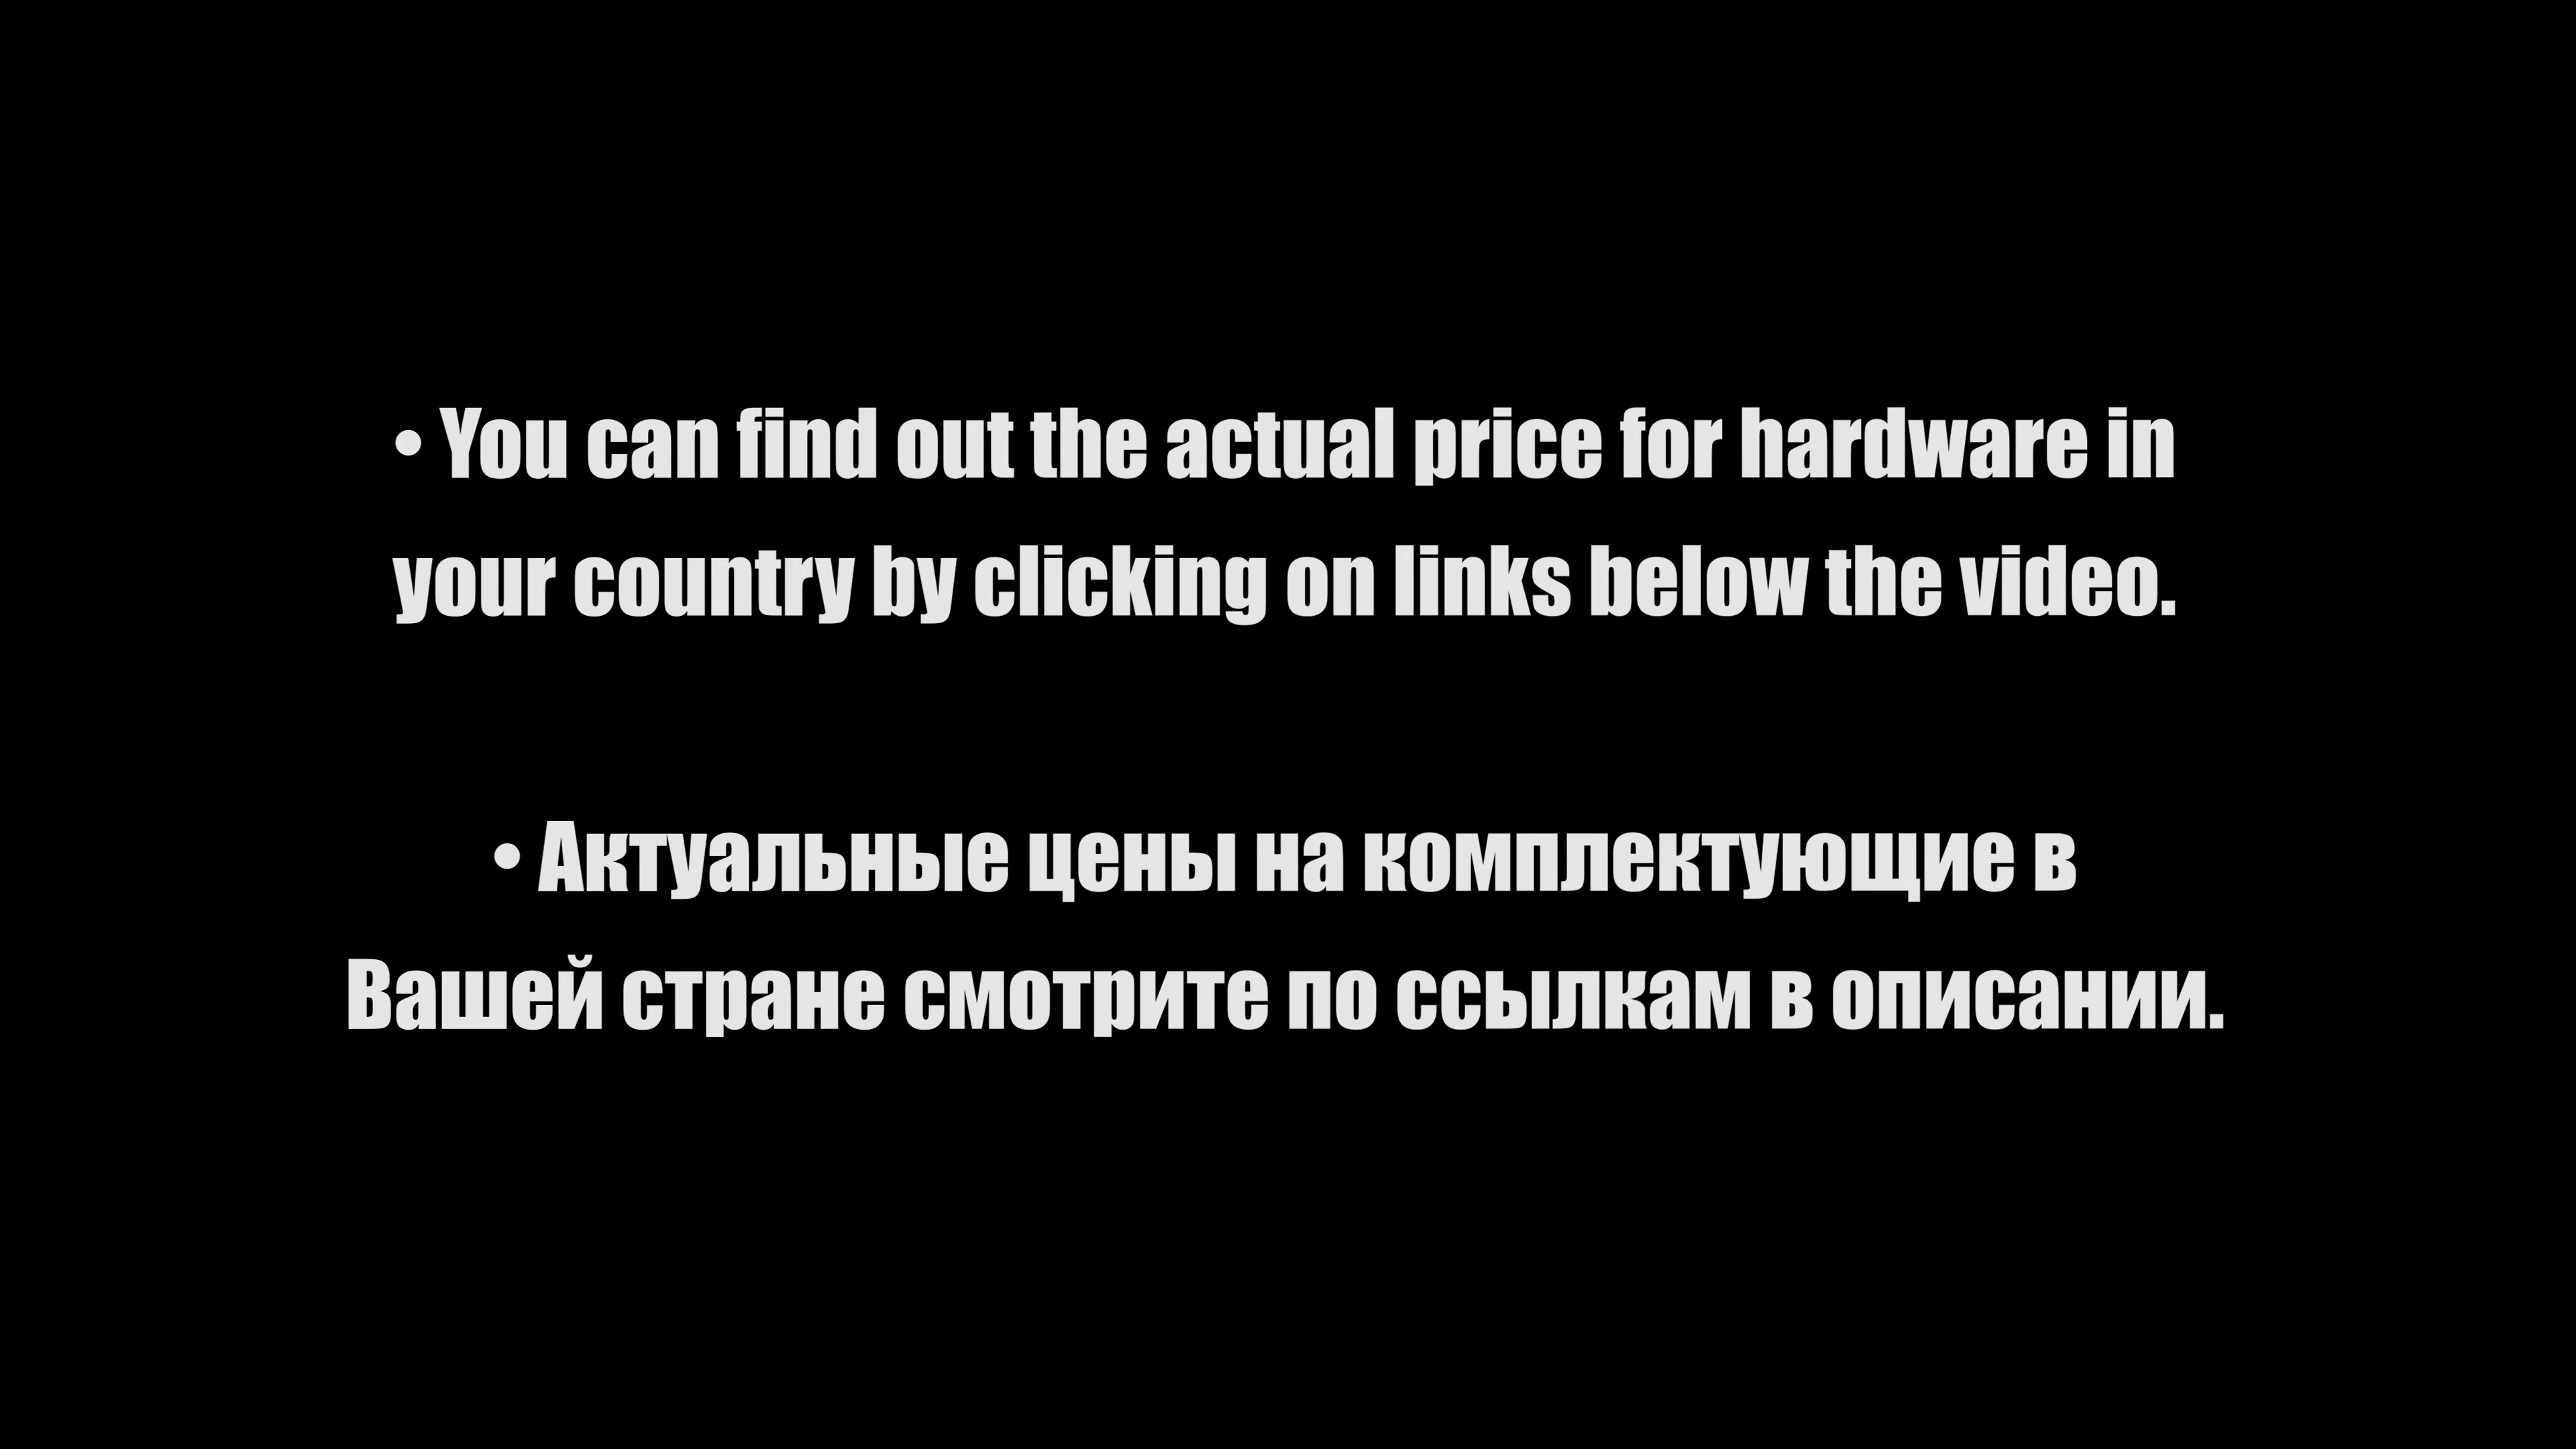 • You can find out the actual price for hardware in
your country by clicking on links below the video.
• Актуальные цены на комплектующие в
Вашей стране смотрите по ссылкам в описании.